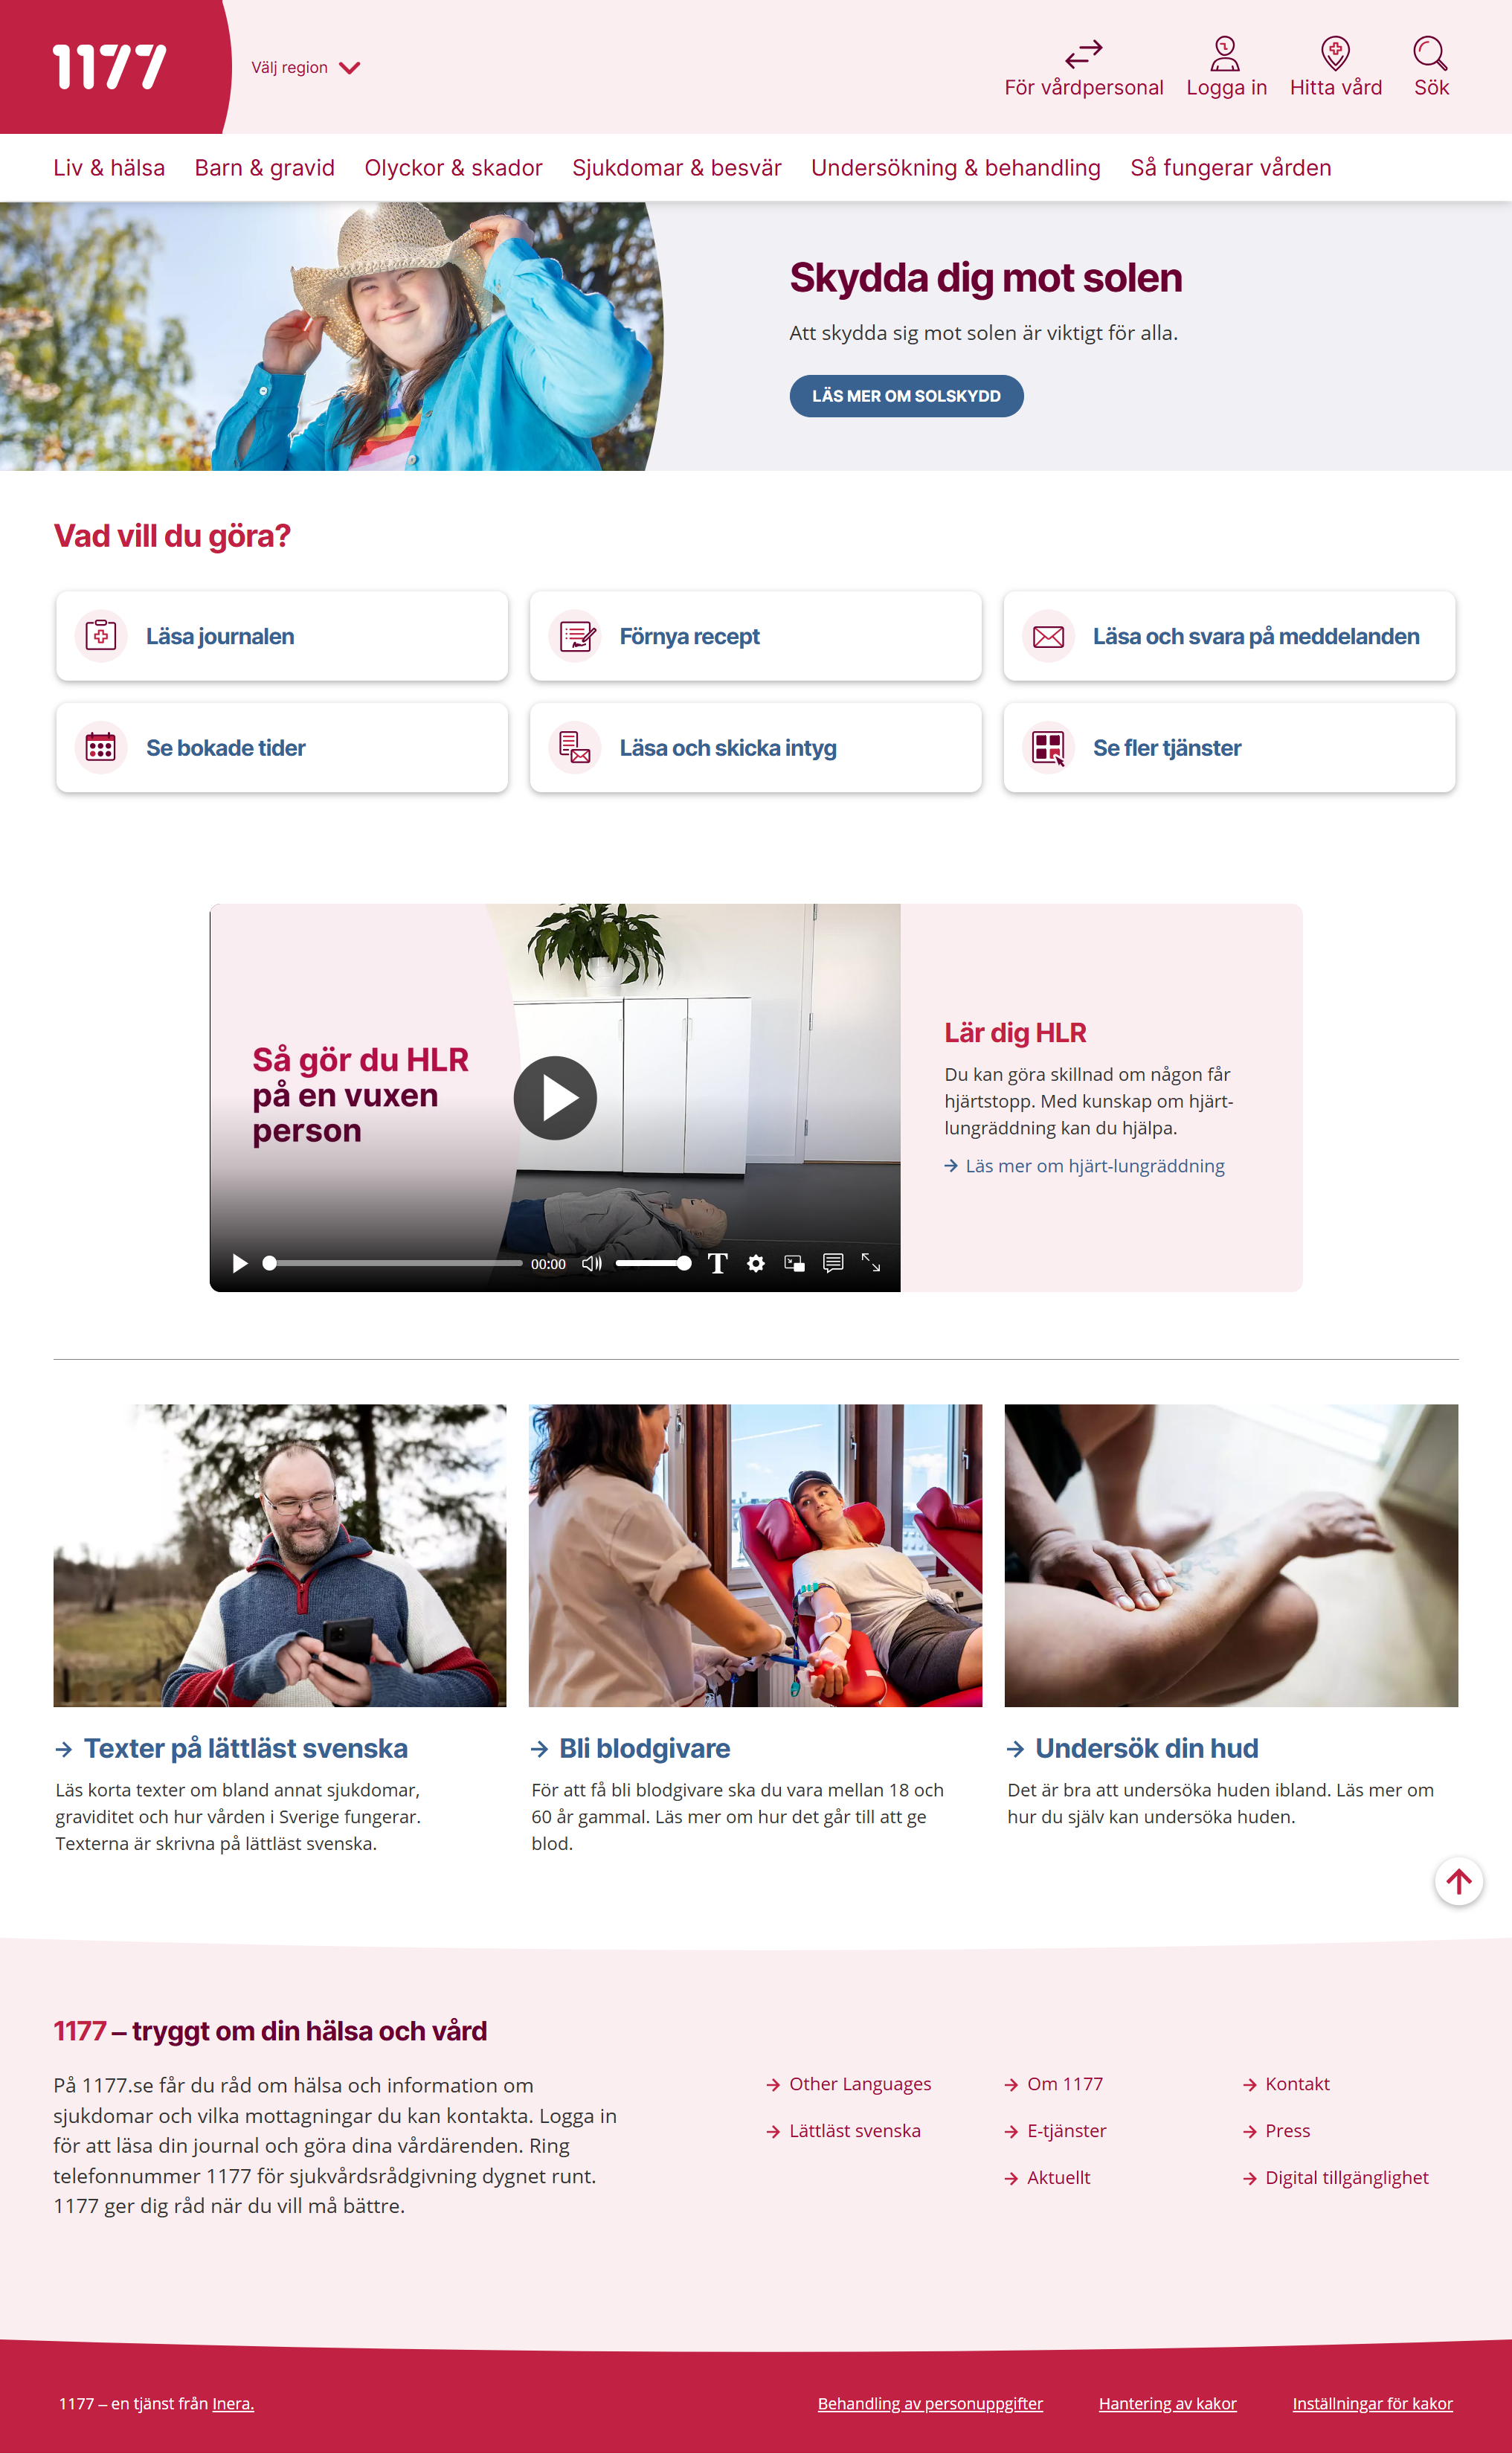 1177
Välj region
För vårdpersonal
Logga in
Hitta vård
Sök
Liv & hälsa
Barn & gravid
Olyckor & skador
Sjukdomar & besvär
Undersökning & behandling
Så fungerar vården
Skydda dig mot solen
Att skydda sig mot solen är viktigt för alla.
LÄS MER OM SOLSKYDD
Vad vill du göra?
Läsa journalen
Förnya recept
Läsa och svara på meddelanden
Se bokade tider
Läsa och skicka intyg
Se fler tjänster
Så gör du HLR
på en vuxen
person
00:00
T
Lär dig HLR
Du kan göra skillnad om någon får
hjärtstopp. Med kunskap om hjärt-
lungräddning kan du hjälpa.
Läs mer om hjärt-lungräddning
Texter på lättläst svenska
Läs korta texter om bland annat sjukdomar,
graviditet och hur vården i Sverige fungerar.
Texterna är skrivna på lättläst svenska.
Bli blodgivare
För att få bli blodgivare ska du vara mellan 18 och
60 år gammal. Läs mer om hur det går till att ge
blod.
Undersök din hud
Det är bra att undersöka huden ibland. Läs mer om
hur du själv kan undersöka huden.
1177 – tryggt om din hälsa och vård
På 1177.se får du råd om hälsa och information om
sjukdomar och vilka mottagningar du kan kontakta. Logga in
för att läsa din journal och göra dina vårdärenden. Ring
telefonnummer 1177 för sjukvårdsrådgivning dygnet runt.
1177 ger dig råd när du vill må bättre.
Other Languages
Lättläst svenska
Om 1177
E-tjänster
Aktuellt
Kontakt
Press
Digital tillgänglighet
1177 – en tjänst från Inera.
Behandling av personuppgifter
Hantering av kakor
Inställningar för kakor